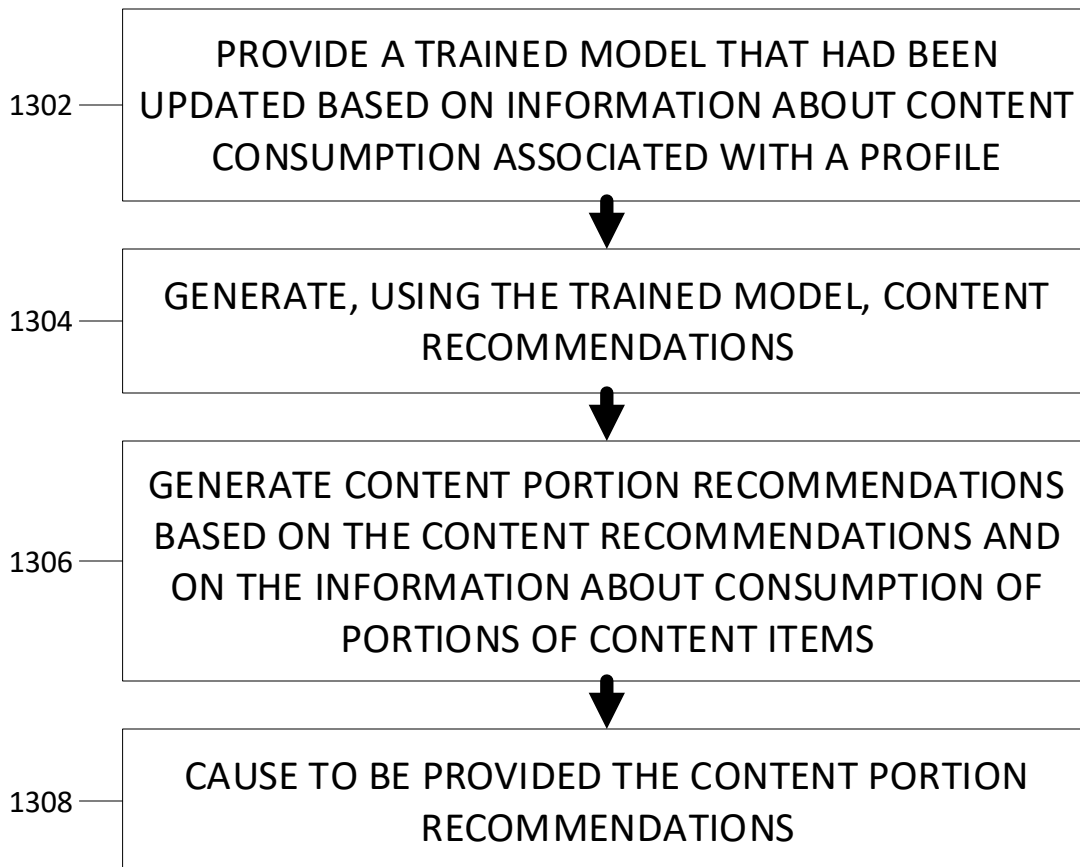 PROVIDE A TRAINED MODEL THAT HAD BEEN
1302
UPDATED BASED ON INFORMATION ABOUT CONTENT
CONSUMPTION ASSOCIATED WITH A PROFILE
GENERATE, USING THE TRAINED MODEL, CONTENT
1304
RECOMMENDATIONS
GENERATE CONTENT PORTION RECOMMENDATIONS
BASED ON THE CONTENT RECOMMENDATIONS AND
1306
ON THE INFORMATION ABOUT CONSUMPTION OF
PORTIONS OF CONTENT ITEMS
CAUSE TO BE PROVIDED THE CONTENT PORTION
1308
RECOMMENDATIONS